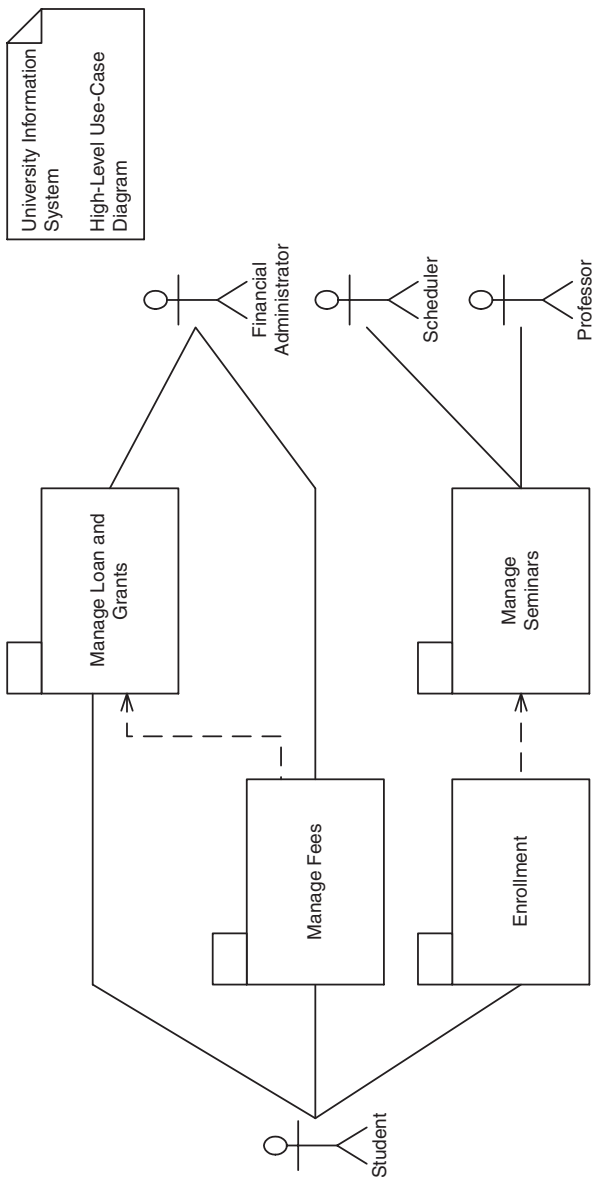 University Information
System
High-Level Use-Case
Diagram
Manage Loan and
Grants
Financial
Administrator
Student
Manage Fees
Scheduler
Enrollment
Manage
Seminars
Professor